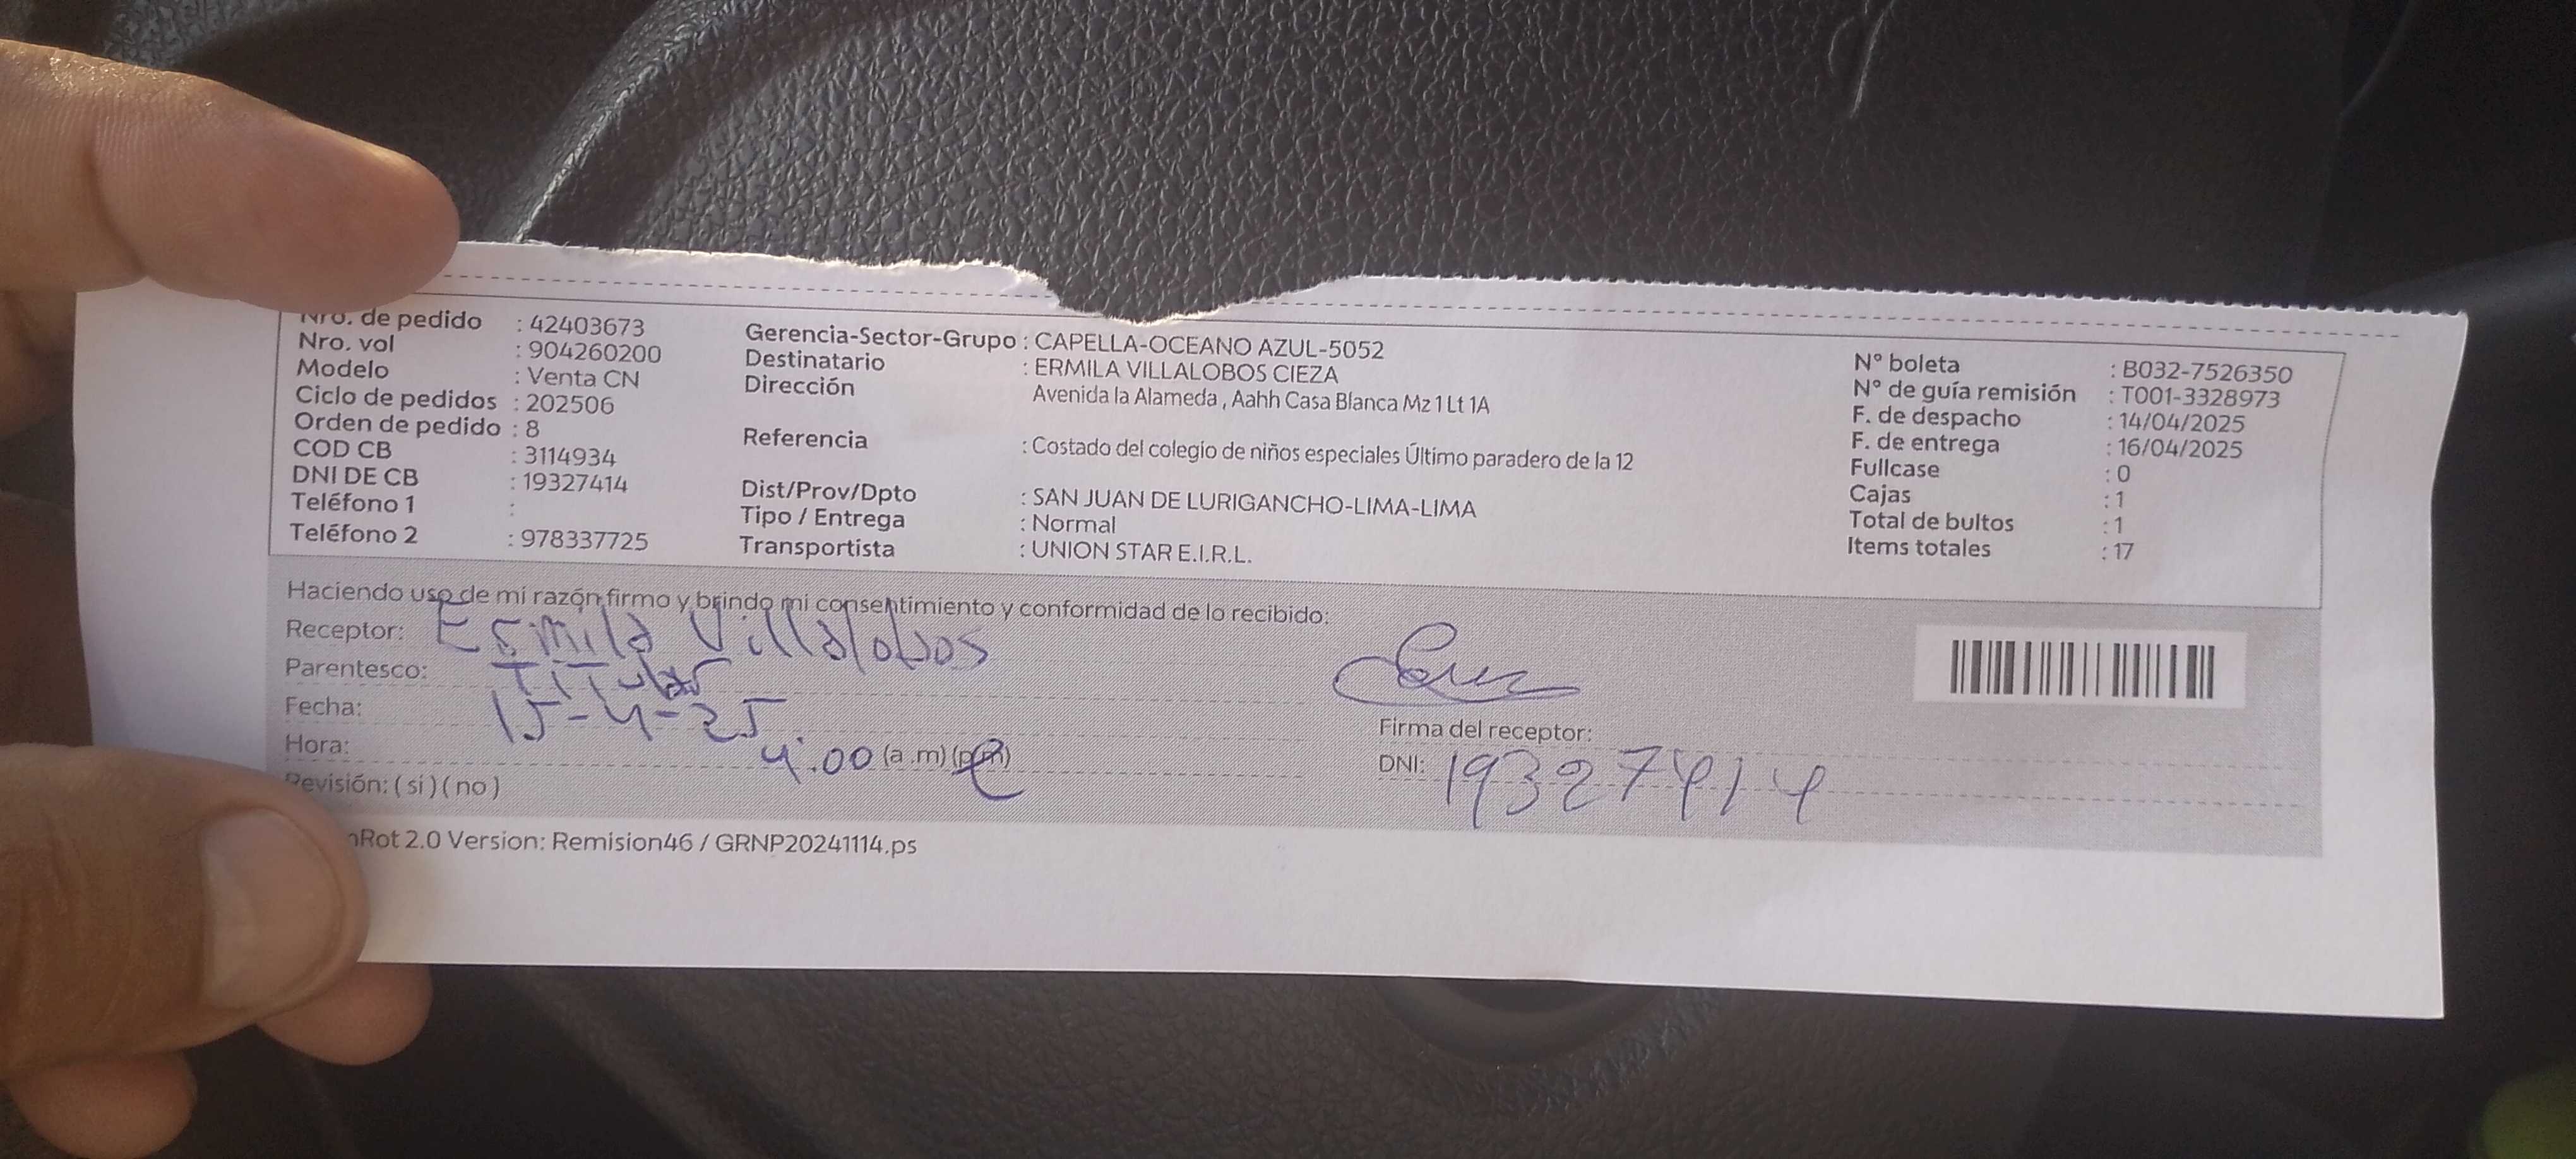 Nro. de pedido : 42403673
Nro. vol : 904260200
Modelo : Venta CN
Ciclo de pedidos : 202506
Orden de pedido : 8
COD CB : 3114934
DNI DE CB : 19327414
Teléfono 1 :
Teléfono 2 : 978337725
Gerencia-Sector-Grupo : CAPELLA-OCEANO AZUL-5052
Destinatario : ERMILA VILLALOBOS CIEZA
Dirección Avenida la Alameda , Aahh Casa Blanca Mz 1 Lt 1A
Referencia : Costado del colegio de niños especiales Último paradero de la 12
Dist/Prov/Dpto : SAN JUAN DE LURIGANCHO-LIMA-LIMA
Tipo / Entrega : Normal
Transportista : UNION STAR E.I.R.L.
N° boleta : B032-7526350
N° de guía remisión : T001-3328973
F. de despacho : 14/04/2025
F. de entrega : 16/04/2025
Fullcase : 0
Cajas : 1
Total de bultos : 1
Items totales : 17
Haciendo uso de mi razón firmo y brindo mi consentimiento y conformidad de lo recibido:
Receptor: Ermila Villalobos
Parentesco: Titular
Fecha: 15-4-25
Hora: 4:00 (a .m) (p.m)
Revisión: ( si ) ( no )
Firma del receptor:
DNI: 19327414
Rot 2.0 Version: Remision46 / GRNP20241114.ps